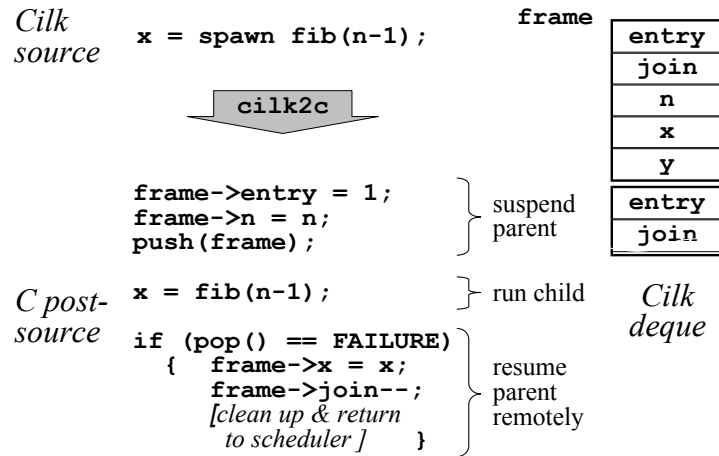 Cilk
source
x = spawn fib(n-1);
cilk2c
frame->entry = 1;
frame->n = n;
push(frame);
suspend
parent
C post-
source
x = fib(n-1);
run child
if (pop() == FAILURE)
{ frame->x = x;
frame->join--;
[clean up & return
to scheduler ] }
resume
parent
remotely
frame
entry
join
n
x
y
entry
join
Cilk
deque